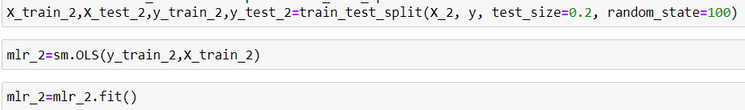 X_train_2,X_test_2,y_train_2,y_test_2=train_test_split(X_2, y, test_size=0.2, random_state=100)
mlr_2=sm.OLS(y_train_2,X_train_2)
mlr_2=mlr_2.fit()